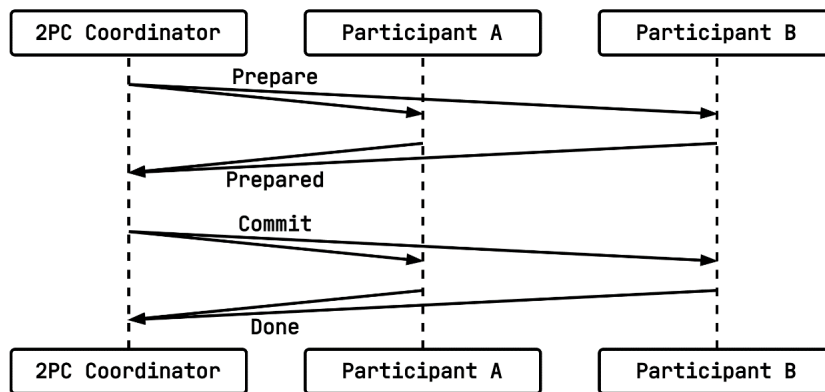 2PC Coordinator
Participant A
Participant B
Prepare
Prepared
Commit
Done
2PC Coordinator
Participant A
Participant B